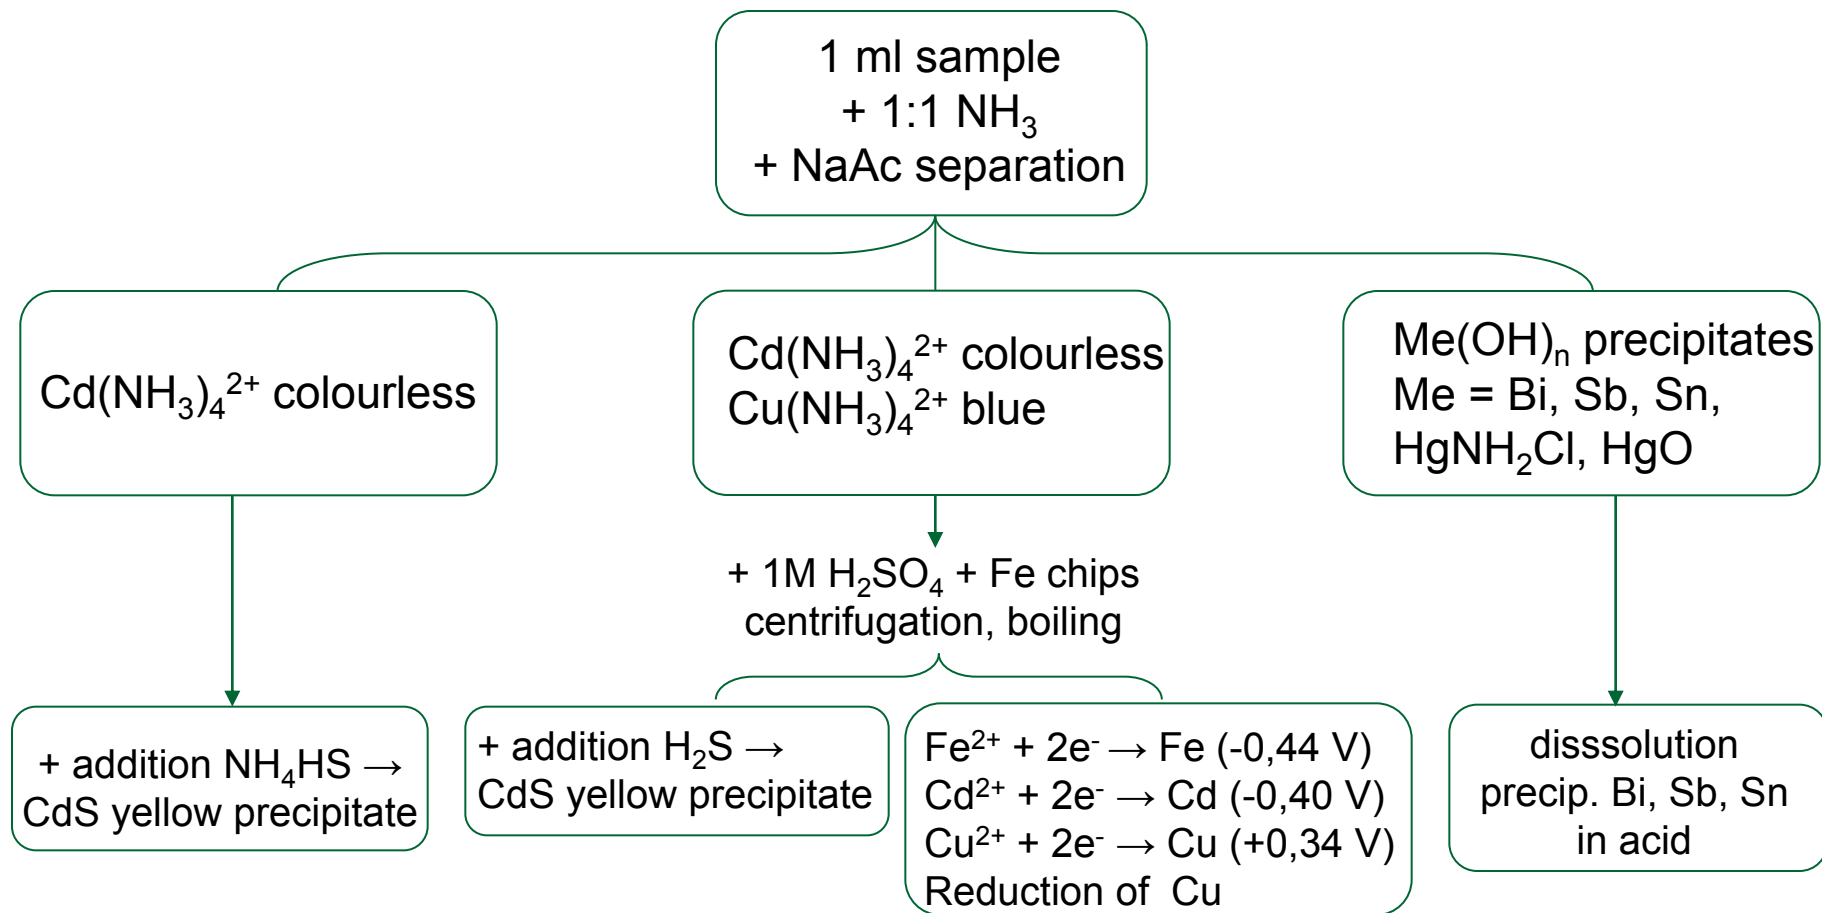 1 ml sample
+ 1:1 NH₃
+ NaAc separation
Cd(NH₃)₄²⁺ colourless
Cd(NH₃)₄²⁺ colourless
Cu(NH₃)₄²⁺ blue
Me(OH)ₙ precipitates
Me = Bi, Sb, Sn,
HgNH₂Cl, HgO
+ 1M H₂SO₄ + Fe chips
centrifugation, boiling
+ addition NH₄HS →
CdS yellow precipitate
+ addition H₂S →
CdS yellow precipitate
Fe²⁺ + 2e⁻ → Fe (-0,44 V)
Cd²⁺ + 2e⁻ → Cd (-0,40 V)
Cu²⁺ + 2e⁻ → Cu (+0,34 V)
Reduction of Cu
disssolution
precip. Bi, Sb, Sn
in acid